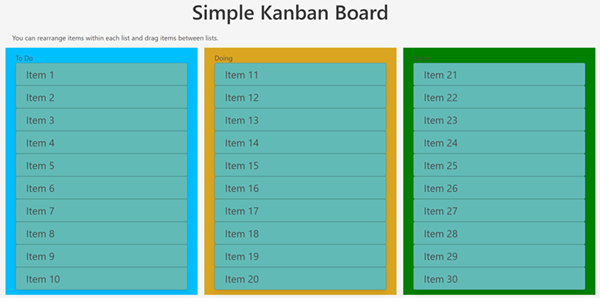 Simple Kanban Board
You can rearrange items within each list and drag items between lists.
To Do
Item 1
Item 2
Item 3
Item 4
Item 5
Item 6
Item 7
Item 8
Item 9
Item 10
Doing
Item 11
Item 12
Item 13
Item 14
Item 15
Item 16
Item 17
Item 18
Item 19
Item 20
Item 21
Item 22
Item 23
Item 24
Item 25
Item 26
Item 27
Item 28
Item 29
Item 30